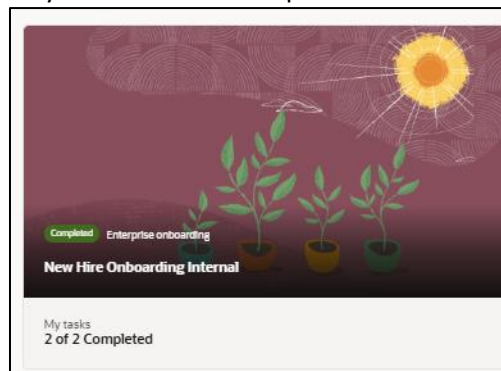 Completed Enterprise onboarding
New Hire Onboarding Internal
My tasks
2 of 2 Completed